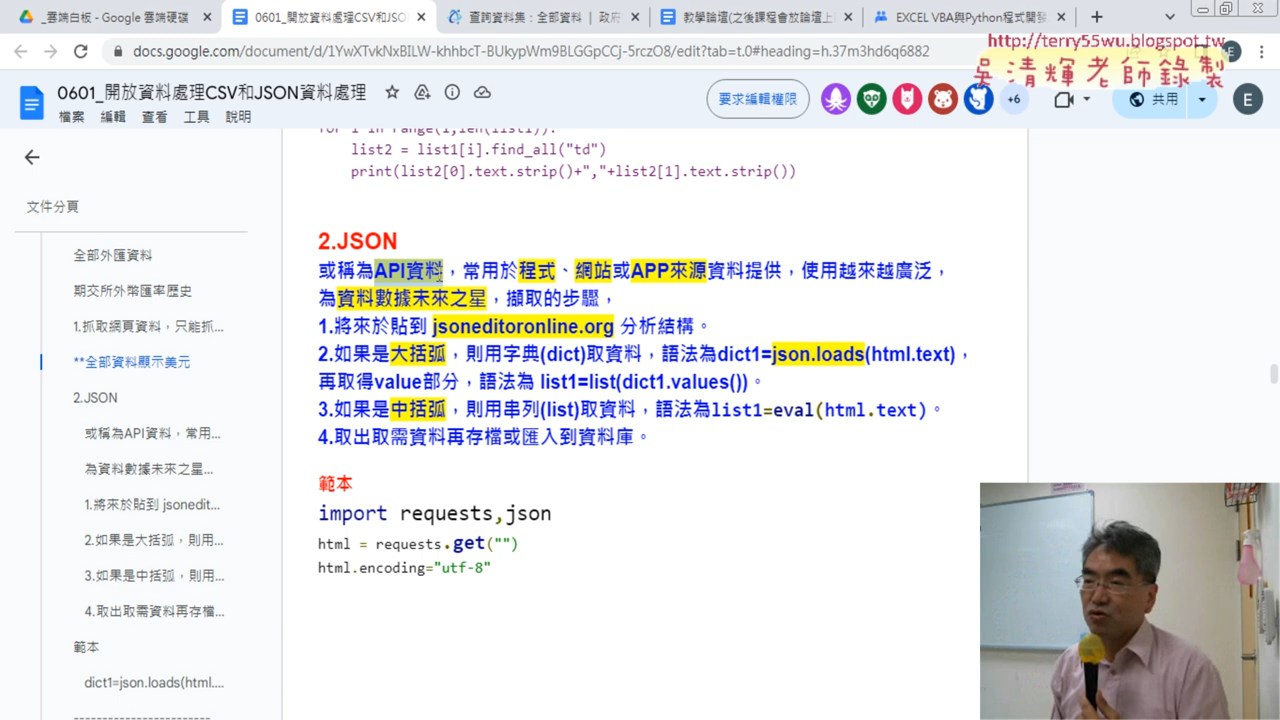 _雲端白板 - Google 雲端硬碟
0601_開放資料處理CSV和JSO
查詢資料集：全部資料 | 政府
教學論壇(之後課程會放論壇上
EXCEL VBA與Python程式開發
docs.google.com/document/d/1YwXTvkNxBILW-khhbcT-BUkypWm9BLGGpCCj-5rczO8/edit?tab=t.0#heading=h.37m3hd6q6882
http://terry55wu.blogspot.tw
吳清輝老師錄製
0601_開放資料處理CSV和JSON資料處理
檔案 編輯 查看 工具 說明
要求編輯權限
+6
共用
E
文件分頁
全部外匯資料
期交所外幣匯率歷史
1.抓取網頁資料，只能抓...
**全部資料顯示美元
2.JSON
或稱為API資料，常用...
為資料數據未來之星...
1.將來於貼到 jsonedit...
2.如果是大括弧，則用...
3.如果是中括弧，則用...
4.取出取需資料再存檔...
範本
dict1=json.loads(html....
for i in range(1,len(list1)):
list2 = list1[i].find_all("td")
print(list2[0].text.strip()+","+list2[1].text.strip())
2.JSON
或稱為API資料，常用於程式、網站或APP來源資料提供，使用越來越廣泛，
為資料數據未來之星，擷取的步驟，
1.將來於貼到 jsoneditoronline.org 分析結構。
2.如果是大括弧，則用字典(dict)取資料，語法為dict1=json.loads(html.text)，
再取得value部分，語法為 list1=list(dict1.values())。
3.如果是中括弧，則用串列(list)取資料，語法為list1=eval(html.text)。
4.取出取需資料再存檔或匯入到資料庫。
範本
import requests,json
html = requests.get("")
html.encoding="utf-8"